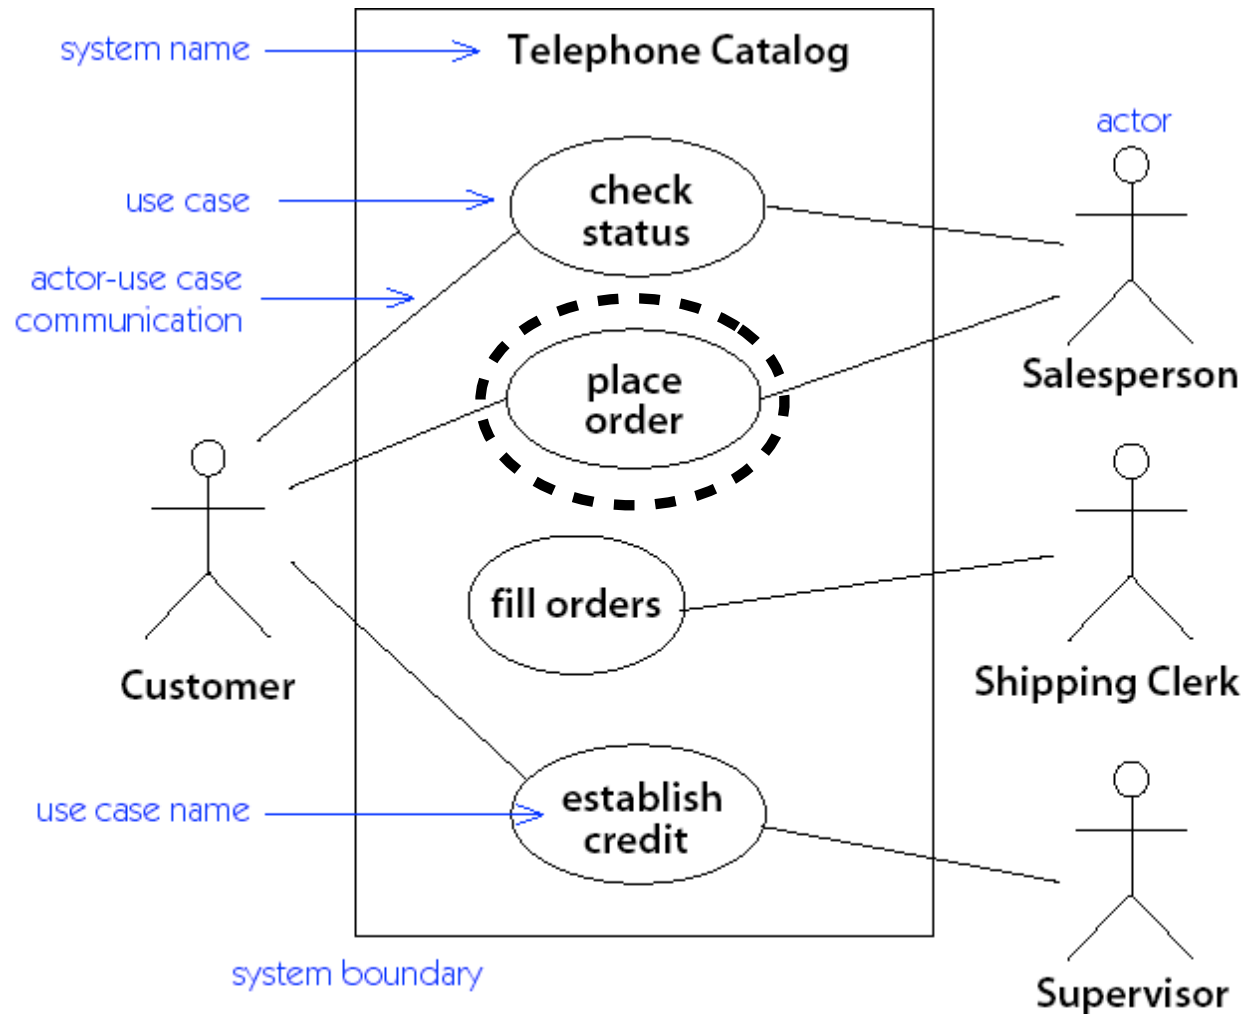 system name
Telephone Catalog
actor
use case
check
status
actor-use case
communication
place
order
Salesperson
fill orders
Customer
Shipping Clerk
use case name
establish
credit
system boundary
Supervisor